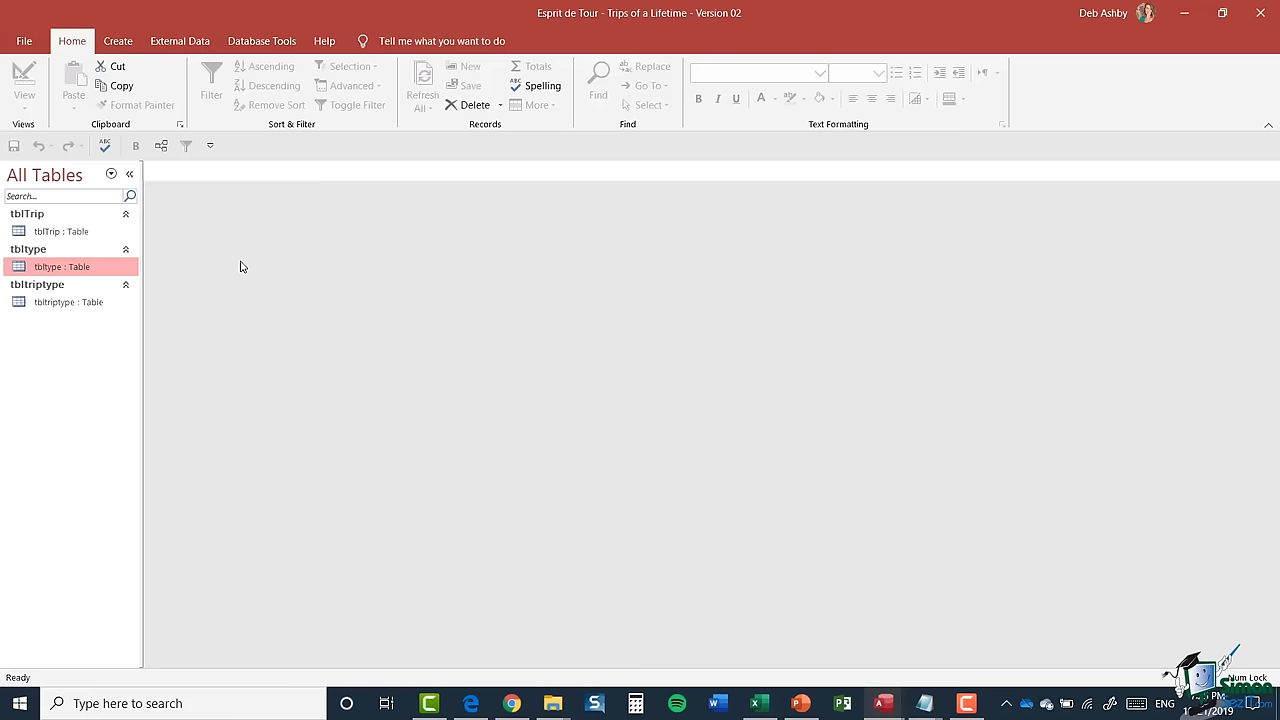 Esprit de Tour - Trips of a Lifetime - Version 02
Deb Ashby
File Home Create External Data Database Tools Help Tell me what you want to do
View
Views
Paste
Cut
Copy
Format Painter
Clipboard
Filter
Ascending
Descending
Remove Sort
Selection
Advanced
Toggle Filter
Sort & Filter
Refresh
All
New
Save
Delete
Totals
Spelling
More
Records
Find
Replace
Go To
Select
Find
B I U A
Text Formatting
ABC B
All Tables
Search...
tblTrip
tblTrip : Table
tbltype
tbltype : Table
tbltriptype
tbltriptype : Table
Ready
Num Lock
Type here to search
ENG